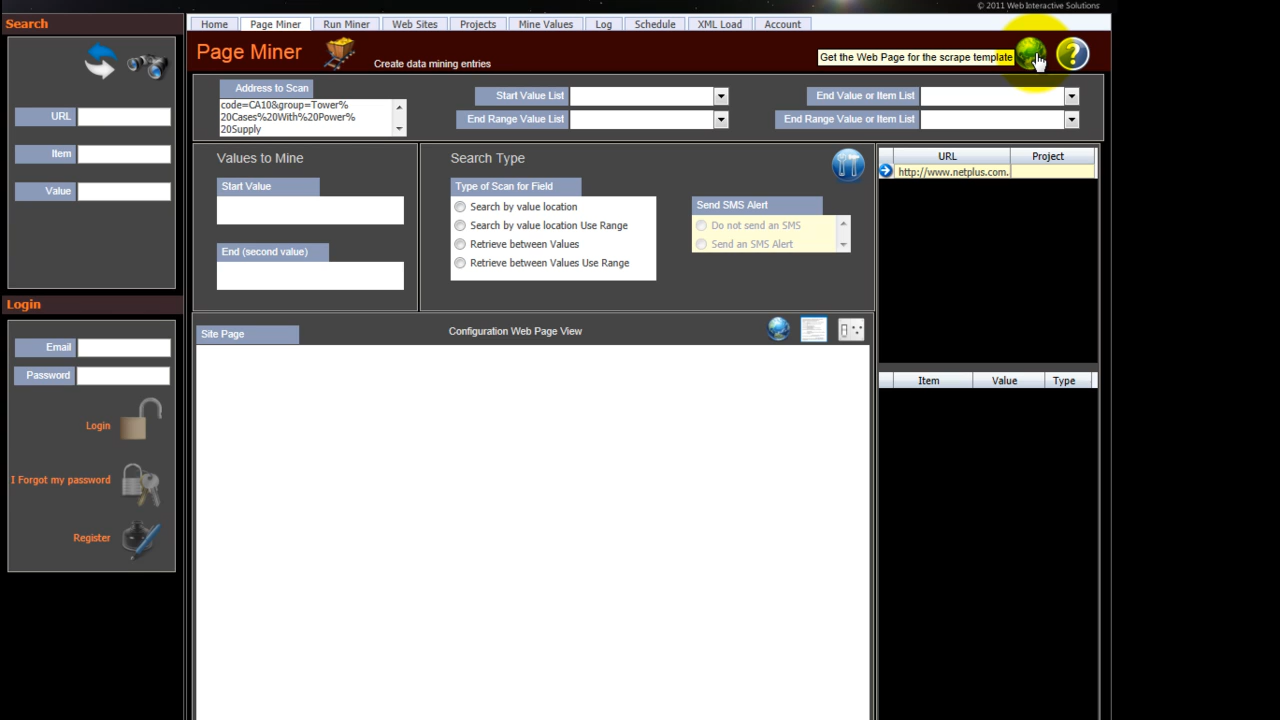 © 2011 Web Interactive Solutions
Search
Home
Page Miner
Run Miner
Web Sites
Projects
Mine Values
Log
Schedule
XML Load
Account
Page Miner
Create data mining entries
Get the Web Page for the scrape template
?
URL
Item
Value
Address to Scan
code=CA10&group=Tower%
20Cases%20With%20Power%
20Supply
Start Value List
End Range Value List
End Value or Item List
End Range Value or Item List
Values to Mine
Start Value
End (second value)
Search Type
Type of Scan for Field
Search by value location
Search by value location Use Range
Retrieve between Values
Retrieve between Values Use Range
Send SMS Alert
Do not send an SMS
Send an SMS Alert
URL
Project
http://www.netplus.com.
Login
Email
Password
Login
I Forgot my password
Register
Site Page
Configuration Web Page View
Item
Value
Type